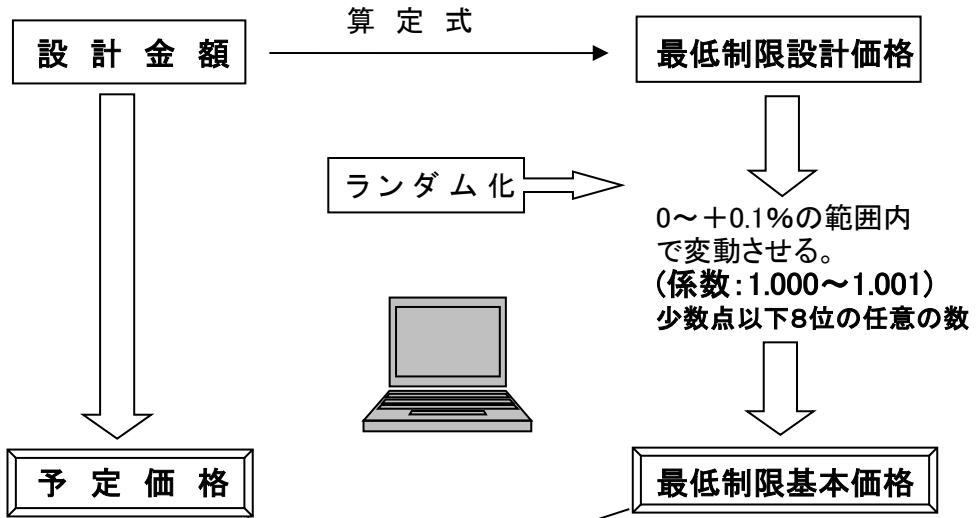 算 定 式
設 計 金 額
最低制限設計価格
ランダム化
0～＋0.1%の範囲内
で変動させる。
(係数：1.000～1.001)
少数点以下８位の任意の数
予 定 価 格
最低制限基本価格